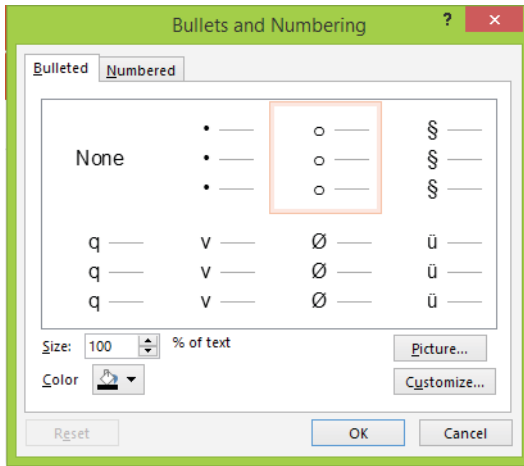 Bullets and Numbering ? ×
Bulleted Numbered
• • •
None
o o o
§ § §
q q q
v v v
Ø Ø Ø
ü ü ü
Size: 100 % of text
Picture...
Color
Customize...
Reset OK Cancel